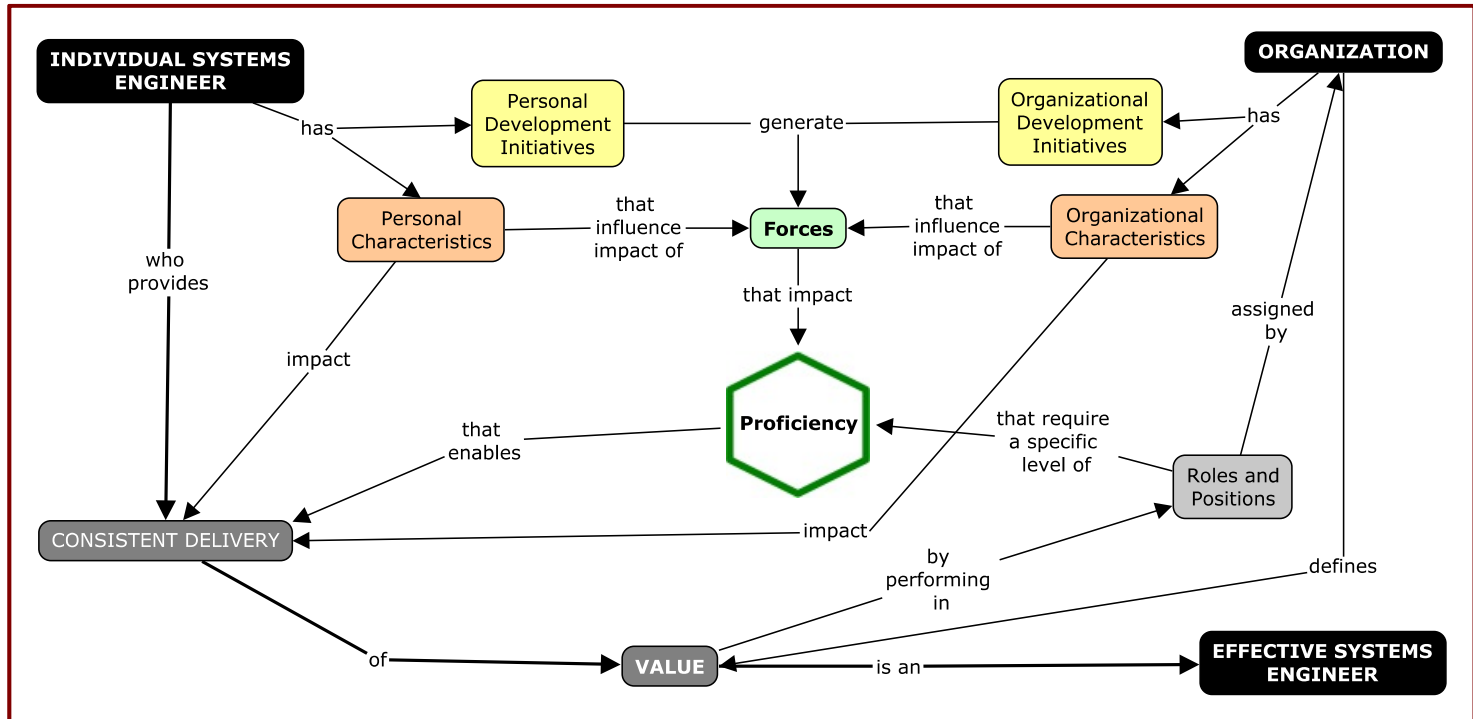 INDIVIDUAL SYSTEMS
ENGINEER
ORGANIZATION
has
Personal
Development
Initiatives
generate
Organizational
Development
Initiatives
has
Personal
Characteristics
that
influence
impact of
Forces
that
influence
impact of
Organizational
Characteristics
who
provides
that impact
assigned
by
impact
Proficiency
that
enables
that require
a specific
level of
Roles and
Positions
CONSISTENT DELIVERY
impact
by
performing
in
defines
of
VALUE
is an
EFFECTIVE SYSTEMS
ENGINEER